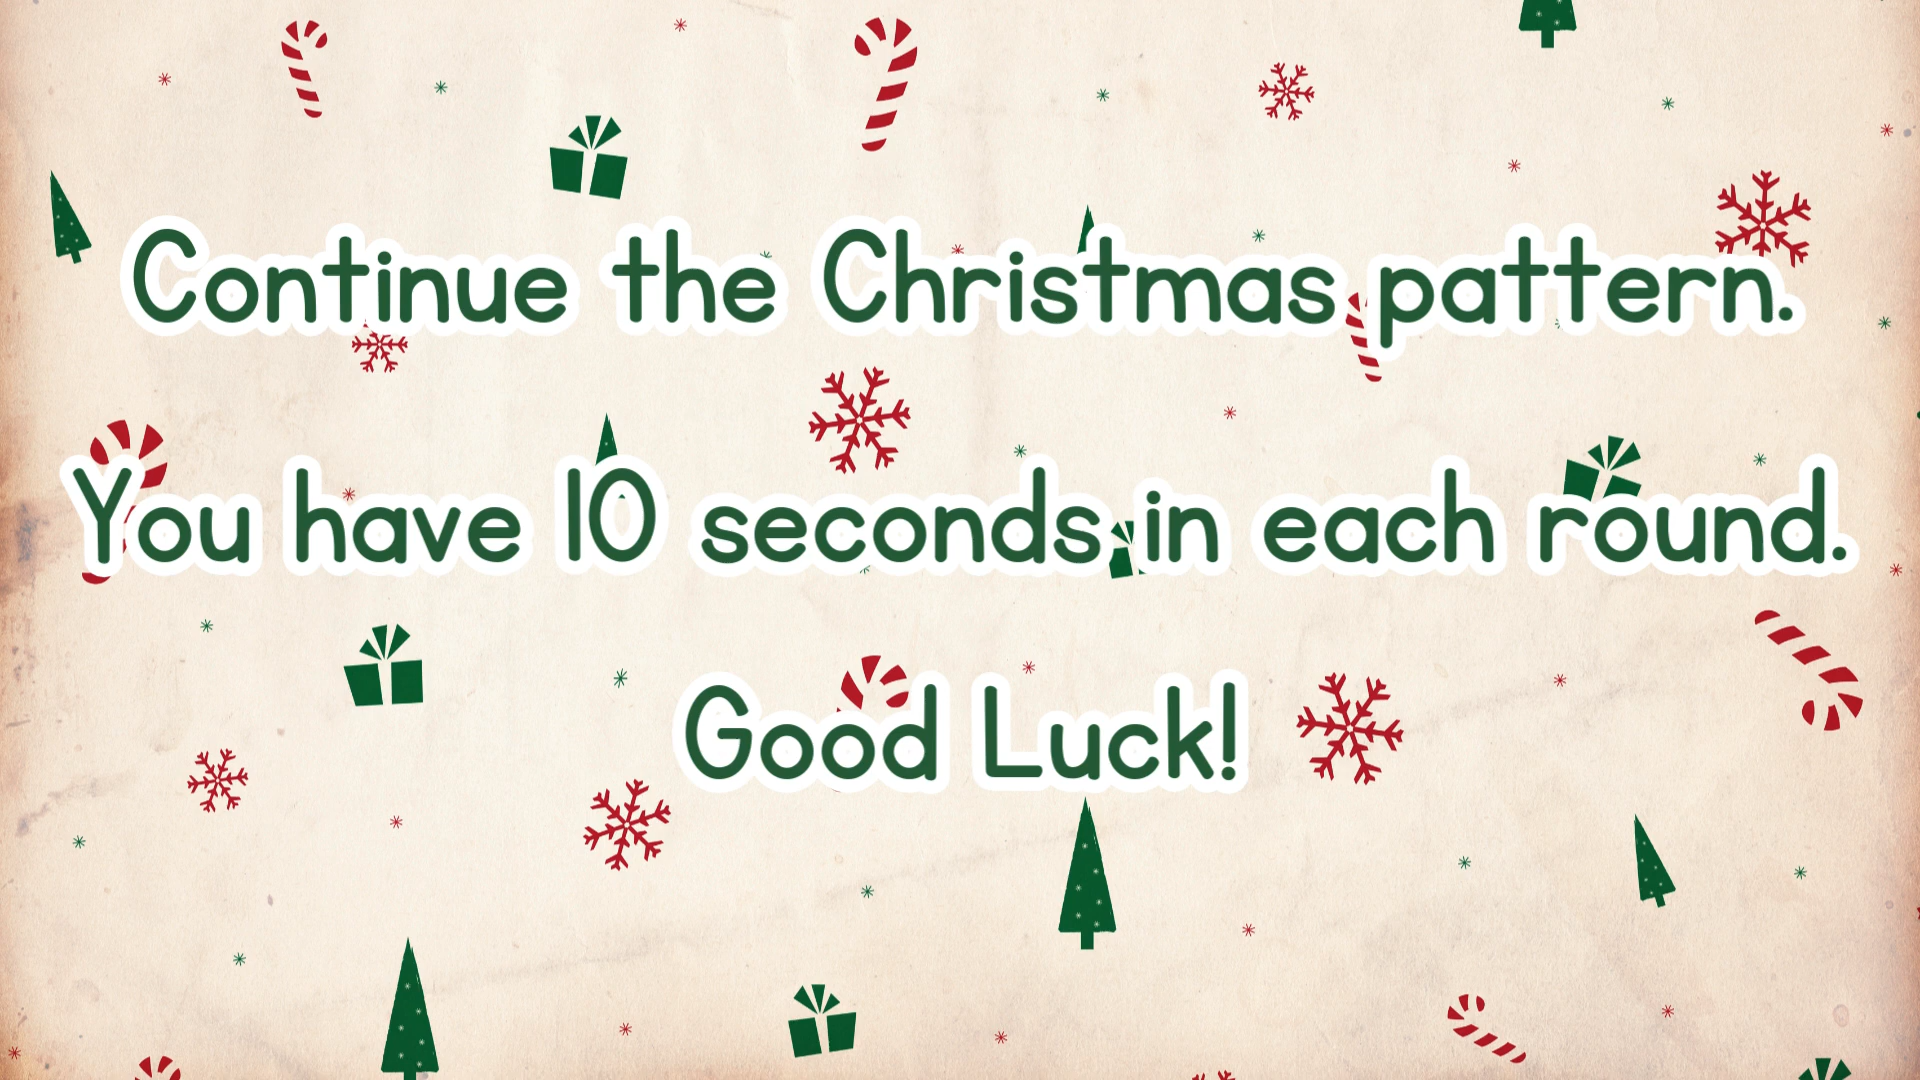 Continue the Christmas pattern.
You have 10 seconds in each round.
Good Luck!